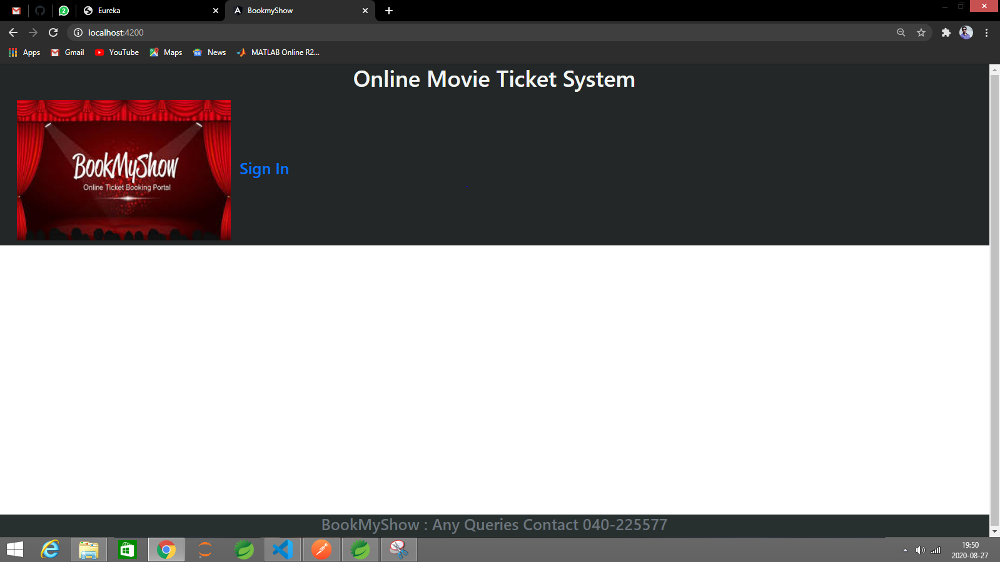 2
Eureka
BookmyShow
localhost:4200
Apps
Gmail
YouTube
Maps
News
MATLAB Online R2...
Online Movie Ticket System
BookMyShow
Online Ticket Booking Portal
Sign In
BookMyShow : Any Queries Contact 040-225577
19:50
2020-08-27